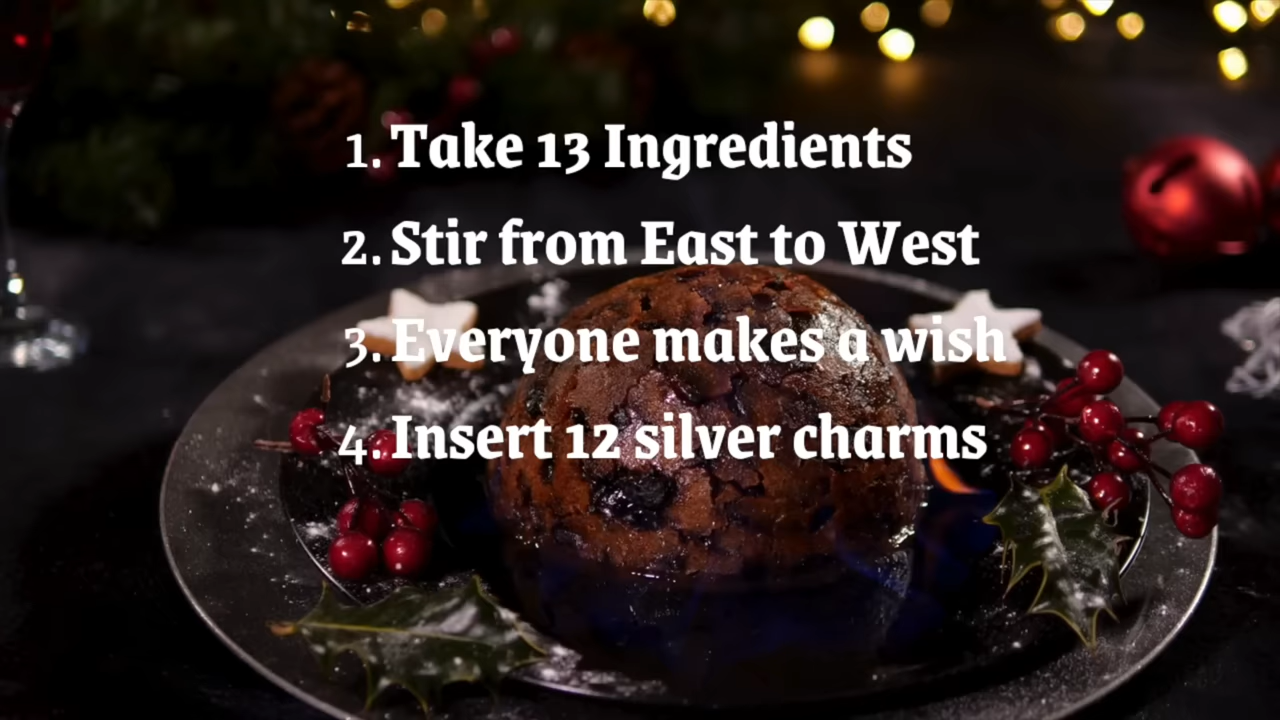 1. Take 13 Ingredients
2. Stir from East to West
3. Everyone makes a wish
4. Insert 12 silver charms